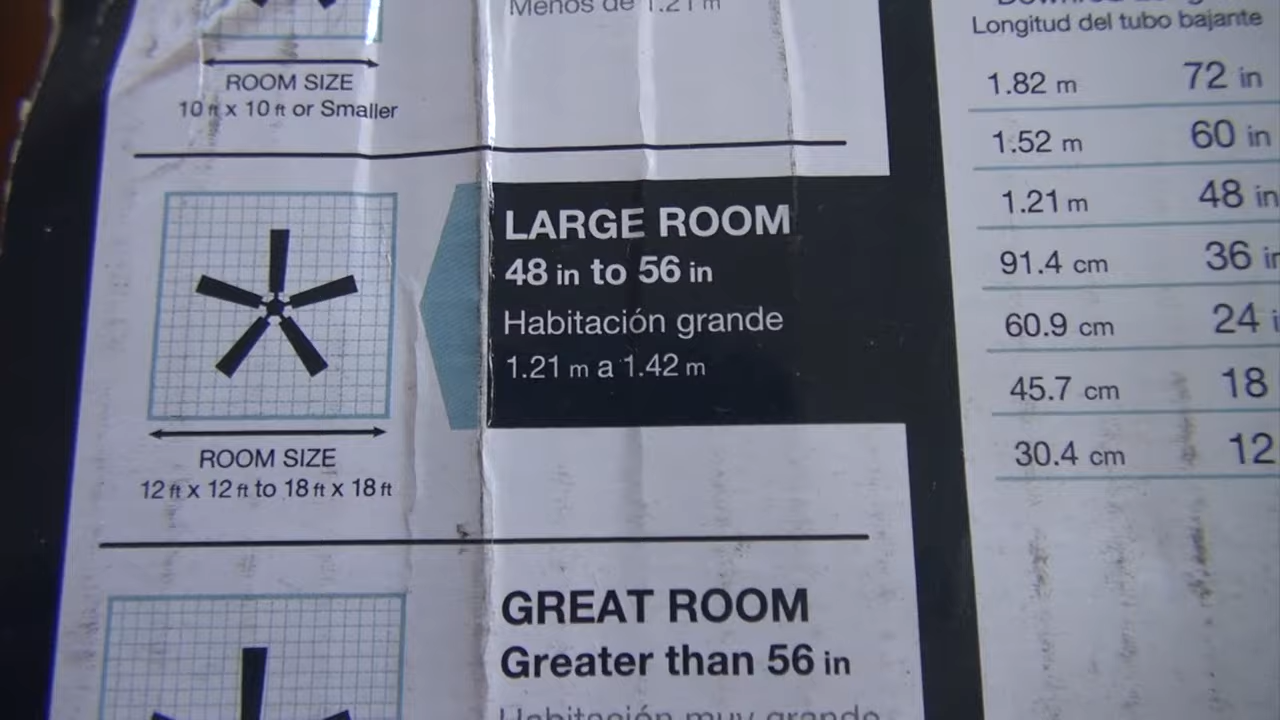 Menos de 1.21 m
ROOM SIZE
10 ft x 10 ft or Smaller
LARGE ROOM
48 in to 56 in
Habitación grande
1.21 m a 1.42 m
ROOM SIZE
12 ft x 12 ft to 18 ft x 18 ft
GREAT ROOM
Greater than 56 in
Habitación muy grande
Longitud del tubo bajante
1.82 m 72 in
1.52 m 60 in
1.21 m 48 in
91.4 cm 36 in
60.9 cm 24 i
45.7 cm 18
30.4 cm 12